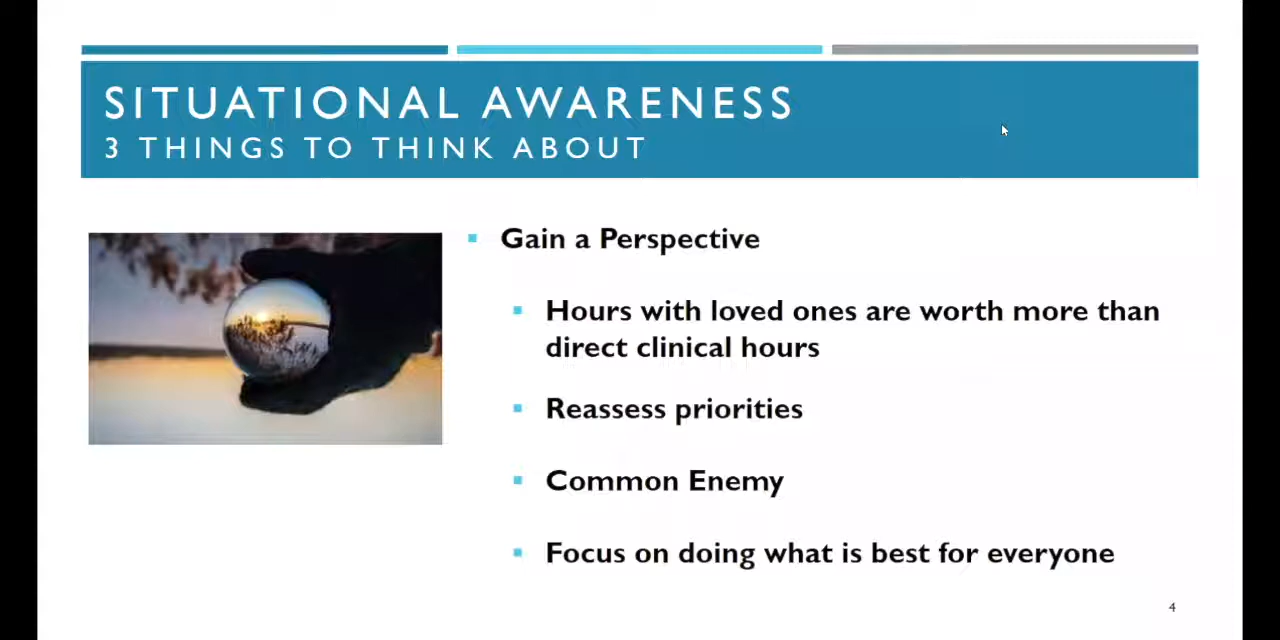 SITUATIONAL AWARENESS
3 THINGS TO THINK ABOUT
Gain a Perspective
Hours with loved ones are worth more than
direct clinical hours
Reassess priorities
Common Enemy
Focus on doing what is best for everyone
4